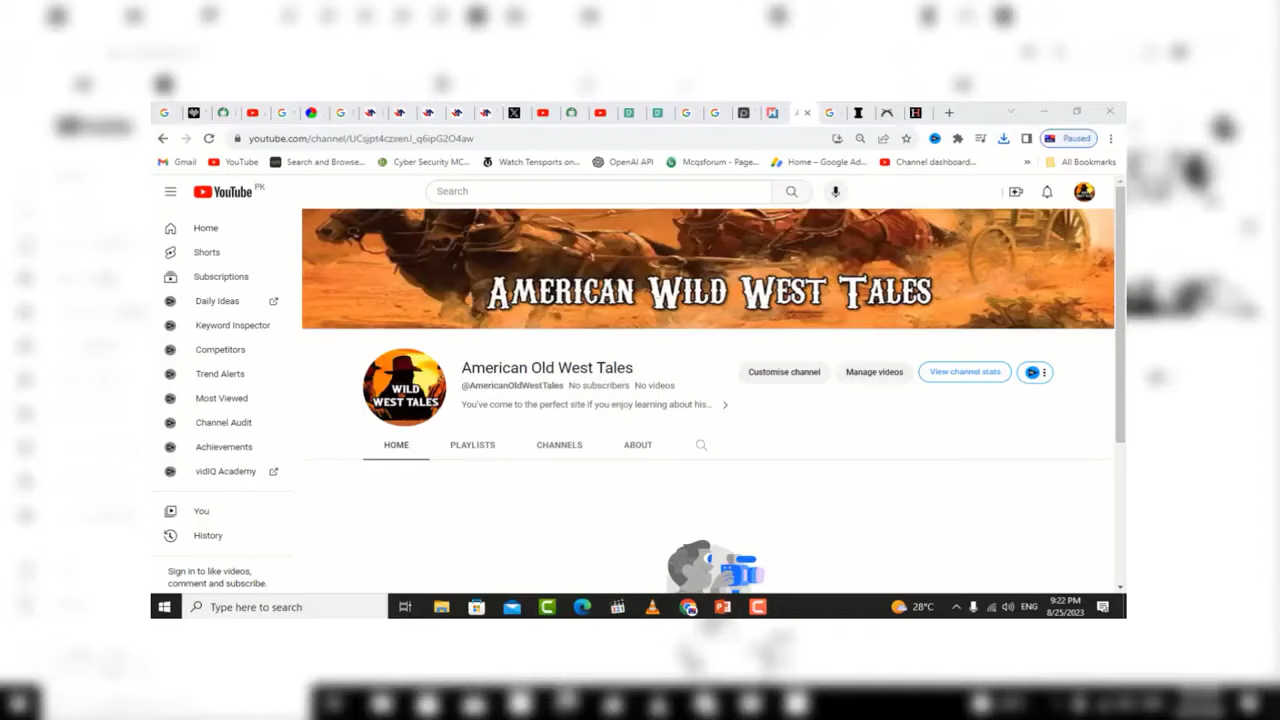 youtube.com/channel/UCsjpt4czxenJ_q6ipG2O4aw
Paused
Gmail
YouTube
Search and Browse...
Cyber Security MC...
Watch Tensports on...
OpenAI API
Mcqsforum - Page...
Home – Google Ad...
Channel dashboard...
»
All Bookmarks
YouTube PK
Search
Home
Shorts
Subscriptions
Daily Ideas
Keyword Inspector
Competitors
Trend Alerts
Most Viewed
Channel Audit
Achievements
vidIQ Academy
You
History
Sign in to like videos,
comment and subscribe.
AMERICAN WILD WEST TALES
WILD
WEST TALES
American Old West Tales
@AmericanOldWestTales No subscribers No videos
You've come to the perfect site if you enjoy learning about his...
Customise channel
Manage videos
View channel stats
HOME
PLAYLISTS
CHANNELS
ABOUT
Type here to search
28°C
ENG
9:22 PM
8/25/2023